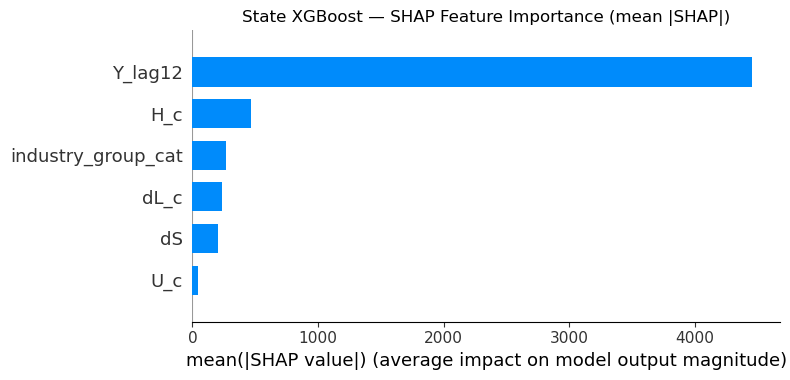 State XGBoost — SHAP Feature Importance (mean |SHAP|)
Y_lag12
H_c
industry_group_cat
dL_c
dS
U_c
0 1000 2000 3000 4000
mean(|SHAP value|) (average impact on model output magnitude)